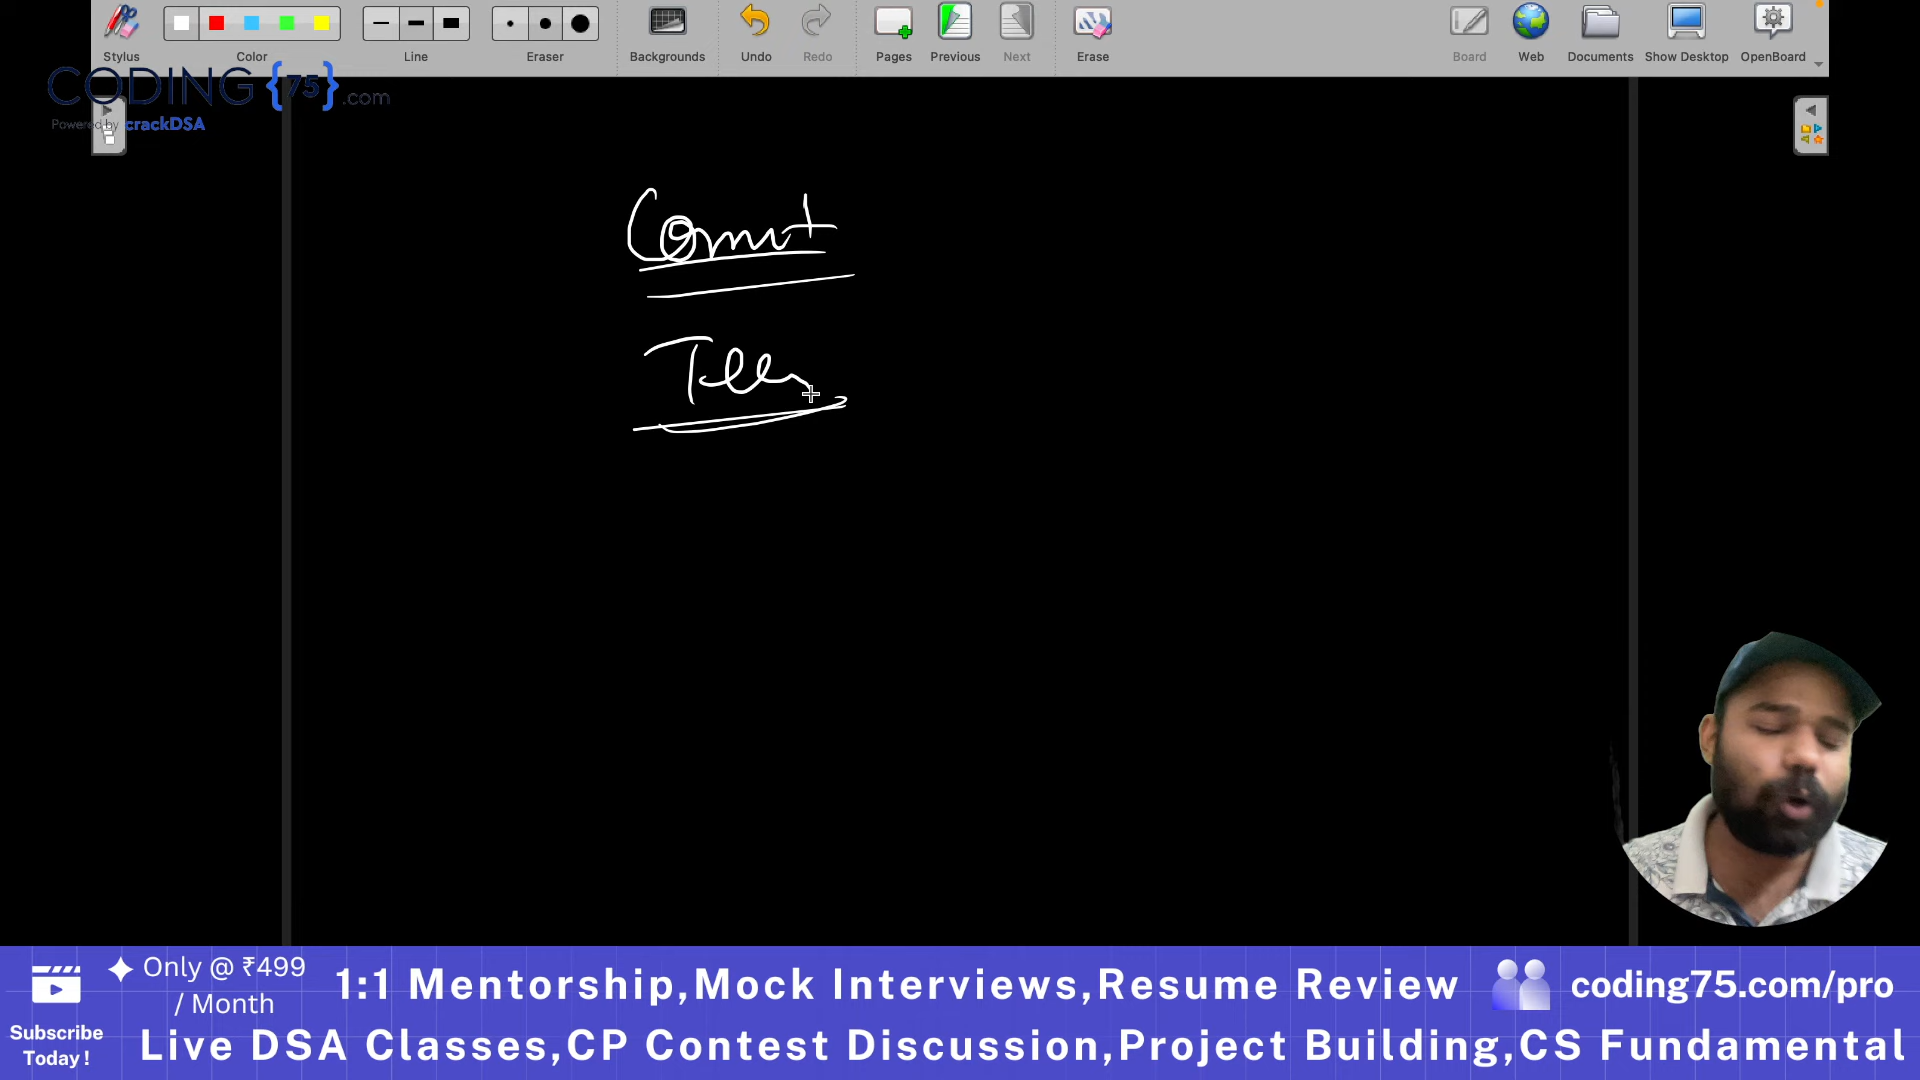 Stylus
Color
Line
Eraser
Backgrounds
Undo
Redo
Pages
Previous
Next
Erase
Board
Web
Documents
Show Desktop
OpenBoard
CODING {75} .com
Powered by crackDSA
Subscribe
Today !
Only @ ₹499
/ Month
1:1 Mentorship,Mock Interviews,Resume Review
coding75.com/pro
Live DSA Classes,CP Contest Discussion,Project Building,CS Fundamental